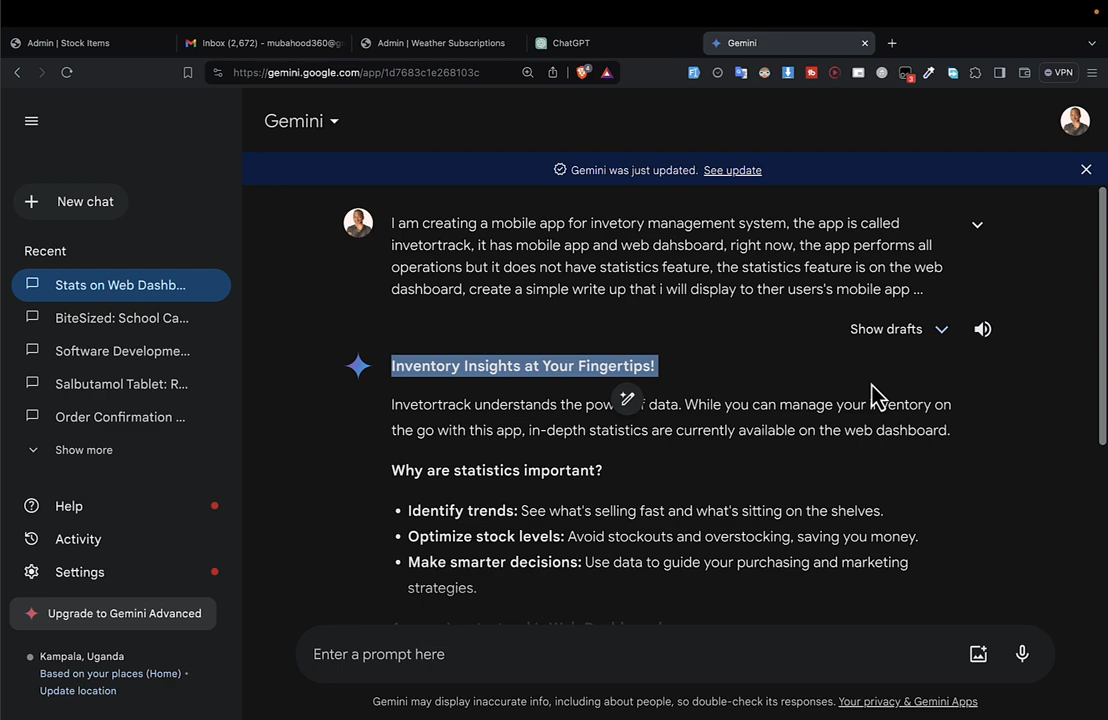 Admin | Stock Items
Inbox (2,672) - mubahood360@g
Admin | Weather Subscriptions
ChatGPT
Gemini
https://gemini.google.com/app/1d7683c1e268103c
4
3
VPN
Gemini
Gemini was just updated. See update
New chat
Recent
Stats on Web Dashb...
BiteSized: School Ca...
Software Developme...
Salbutamol Tablet: R...
Order Confirmation ...
Show more
Help
Activity
Settings
Upgrade to Gemini Advanced
Kampala, Uganda
Based on your places (Home) •
Update location
I am creating a mobile app for invetory management system, the app is called
invetortrack, it has mobile app and web dahsboard, right now, the app performs all
operations but it does not have statistics feature, the statistics feature is on the web
dashboard, create a simple write up that i will display to ther users's mobile app ...
Show drafts
Inventory Insights at Your Fingertips!
Invetortrack understands the pow of data. While you can manage your inventory on
the go with this app, in-depth statistics are currently available on the web dashboard.
Why are statistics important?
• Identify trends: See what's selling fast and what's sitting on the shelves.
• Optimize stock levels: Avoid stockouts and overstocking, saving you money.
• Make smarter decisions: Use data to guide your purchasing and marketing
strategies.
Enter a prompt here
Gemini may display inaccurate info, including about people, so double-check its responses. Your privacy & Gemini Apps